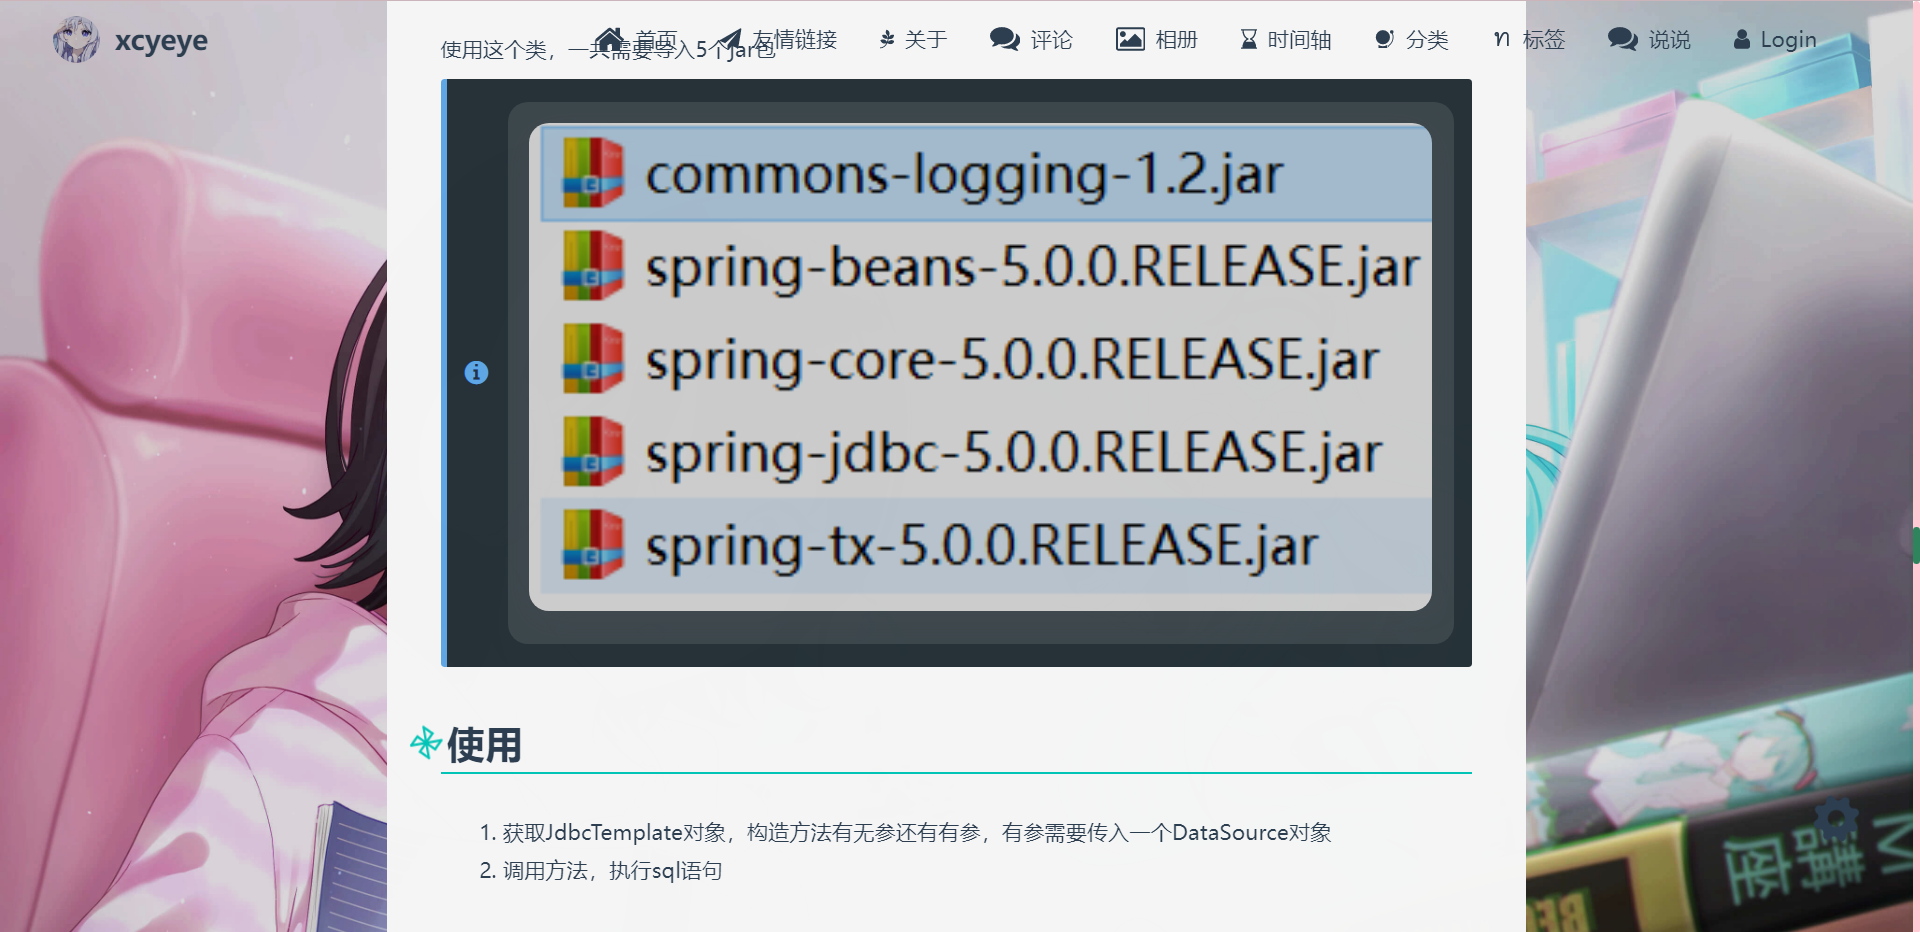 xcyeye
首页 友情链接 关于 评论 相册 时间轴 分类 标签 说说 Login
使用这个类，一共需要导入5个jar包
commons-logging-1.2.jar
spring-beans-5.0.0.RELEASE.jar
spring-core-5.0.0.RELEASE.jar
spring-jdbc-5.0.0.RELEASE.jar
spring-tx-5.0.0.RELEASE.jar
使用
1. 获取JdbcTemplate对象，构造方法有无参还有有参，有参需要传入一个DataSource对象
2. 调用方法，执行sql语句
講座